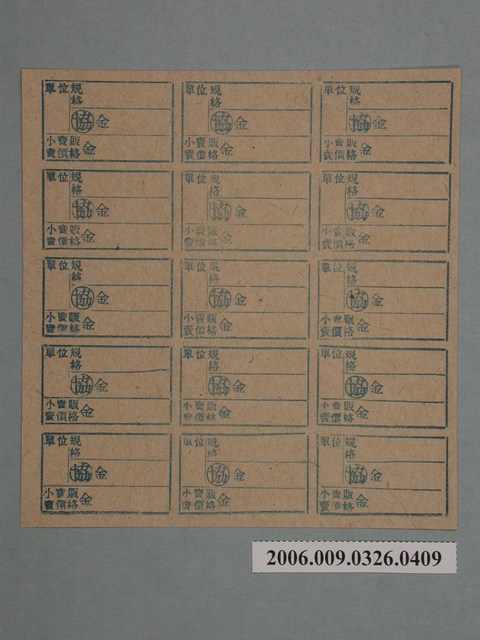 單位規
格
協金
小賣販
賣價格金
單位規
格
協金
小賣販
賣價格金
單位規
格
協金
小賣販
賣價格金
單位規
格
協金
小賣販
賣價格金
單位規
格
協金
小賣販
賣價格金
單位規
格
協金
小賣販
賣價格金
單位規
格
協金
小賣販
賣價格金
單位規
格
協金
小賣販
賣價格金
單位規
格
協金
小賣販
賣價格金
單位規
格
協金
小賣販
賣價格金
單位規
格
協金
小賣販
賣價格金
單位規
格
協金
小賣販
賣價格金
單位規
格
協金
小賣販
賣價格金
單位規
格
協金
小賣販
賣價格金
單位規
格
協金
小賣販
賣價格金
2006.009.0326.0409